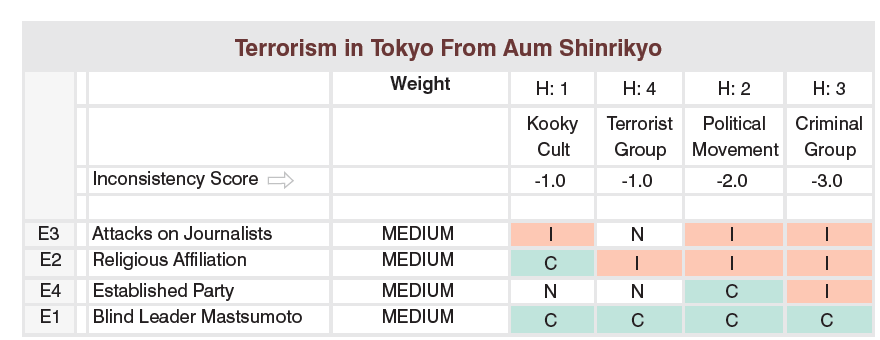 Terrorism in Tokyo From Aum Shinrikyo
Weight H: 1 H: 4 H: 2 H: 3
Kooky Terrorist Political Criminal
Cult Group Movement Group
Inconsistency Score -1.0 -1.0 -2.0 -3.0
E3 Attacks on Journalists MEDIUM I N I I
E2 Religious Affiliation MEDIUM C I I I
E4 Established Party MEDIUM N N C I
E1 Blind Leader Mastsumoto MEDIUM C C C C